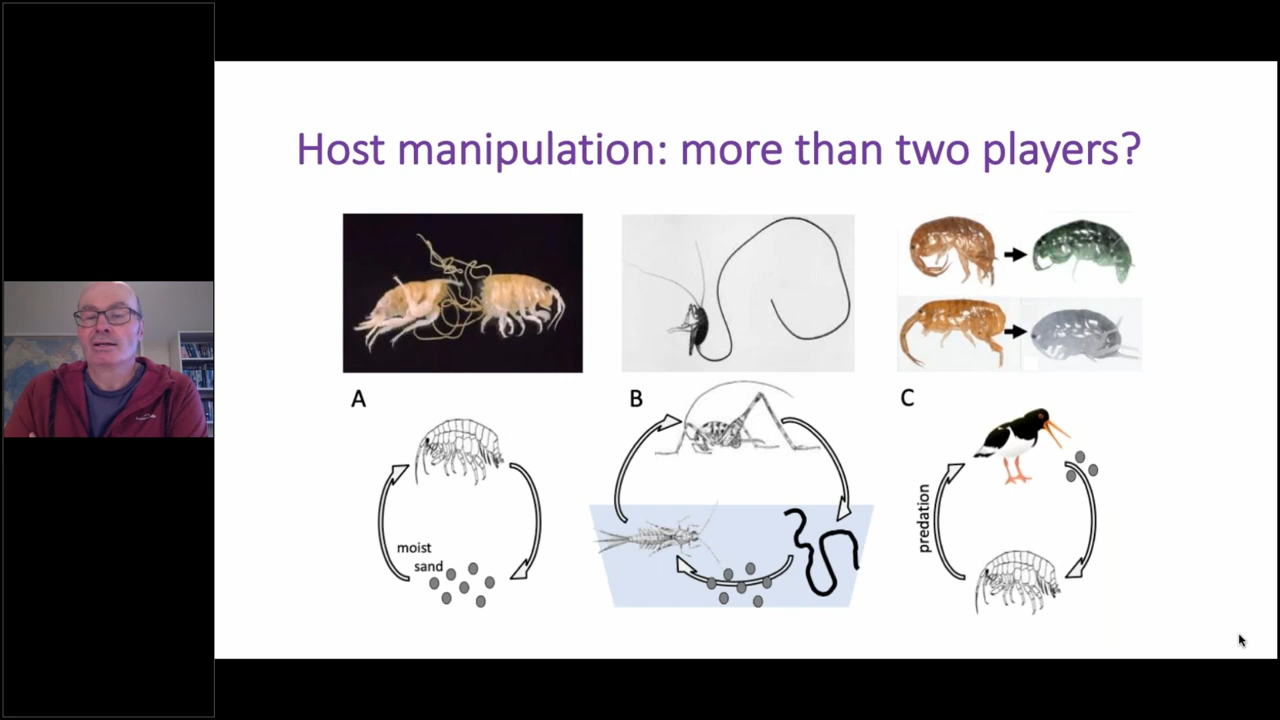 Host manipulation: more than two players?
A
B
C
moist
sand
predation